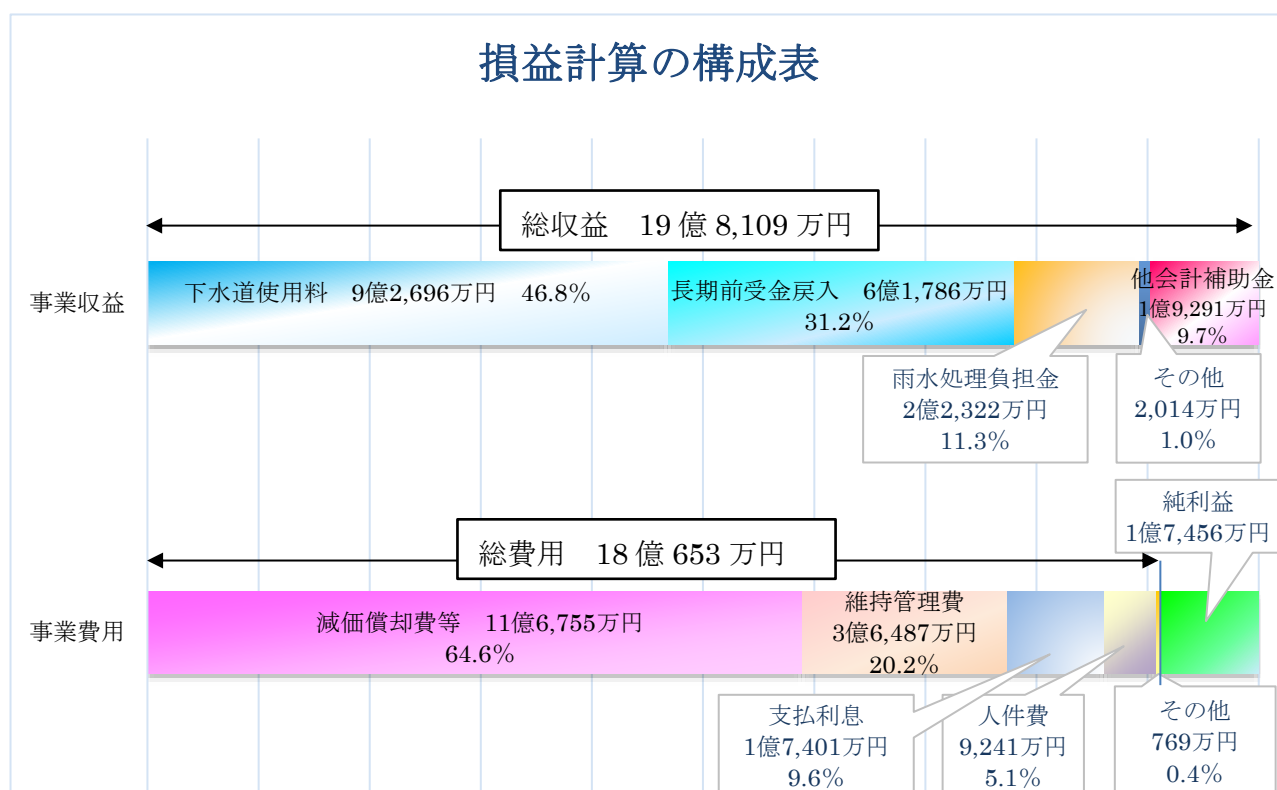 損益計算の構成表
総収益　19 億 8,109 万円
事業収益
下水道使用料　9億2,696万円　46.8%
長期前受金戻入　6億1,786万円
31.2%
他会計補助金
1億9,291万円
9.7%
雨水処理負担金
2億2,322万円
11.3%
その他
2,014万円
1.0%
純利益
1億7,456万円
総費用　18 億 653 万円
事業費用
減価償却費等　11億6,755万円
64.6%
維持管理費
3億6,487万円
20.2%
支払利息
1億7,401万円
9.6%
人件費
9,241万円
5.1%
その他
769万円
0.4%